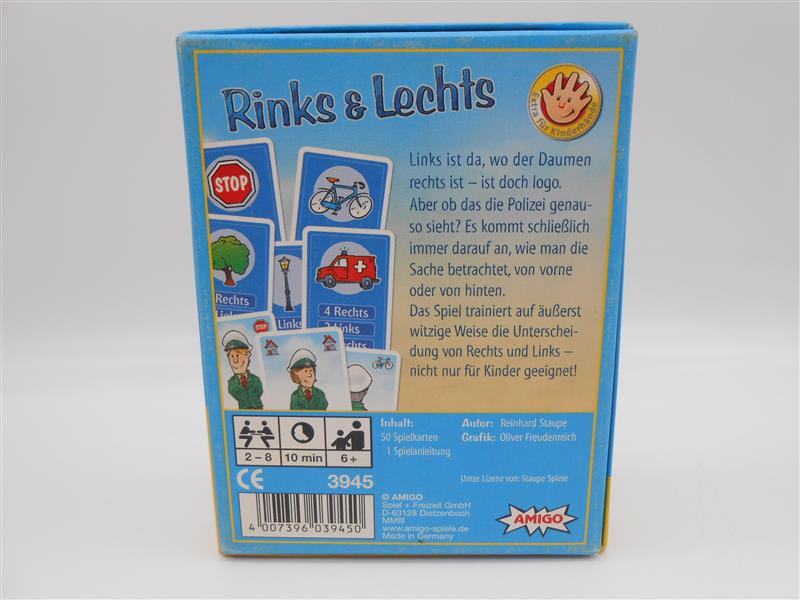 Rinks & Lechts
Extra für Kinderhände
Links ist da, wo der Daumen
rechts ist – ist doch logo.
Aber ob das die Polizei genau-
so sieht? Es kommt schließlich
immer darauf an, wie man die
Sache betrachtet, von vorne
oder von hinten.
Das Spiel trainiert auf äußerst
witzige Weise die Unterschei-
dung von Rechts und Links –
nicht nur für Kinder geeignet!
STOP
Rechts
Links
Links
4 Rechts
Links
STOP
2 – 8
10 min
6 +
CE
3945
Inhalt:
50 Spielkarten
1 Spielanleitung
Autor: Reinhard Staupe
Grafik: Oliver Freudenreich
Unter Lizenz von: Staupe Spiele
4 007396 039450
© AMIGO
Spiel + Freizeit GmbH
D-63128 Dietzenbach
MMIII
www.amigo-spiele.de
Made in Germany
AMIGO